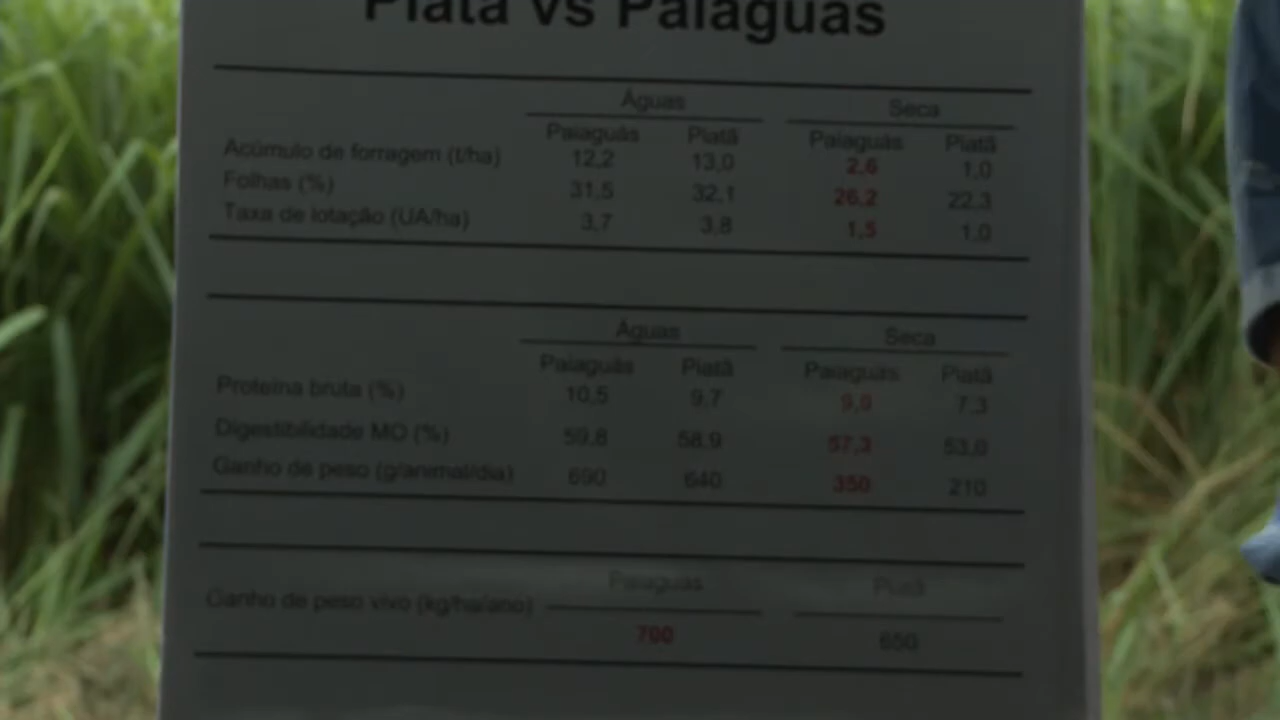 Piatã vs Paiaguás
Águas Seca
Paiaguás Piatã Paiaguás Piatã
Acúmulo de forragem (t/ha) 12,2 13,0 2,6 1,0
Folhas (%) 31,5 32,1 26,2 22,3
Taxa de lotação (UA/ha) 3,7 3,8 1,5 1,0
Águas Seca
Paiaguás Piatã Paiaguás Piatã
Proteína bruta (%) 10,5 9,7 7,3
Digestibilidade MO (%) 59,8 58,9 57,3 53,0
Ganho de peso (g/animal/dia) 690 640 350 210
Paiaguás Piatã
Ganho de peso vivo (kg/ha/ano)
700 650